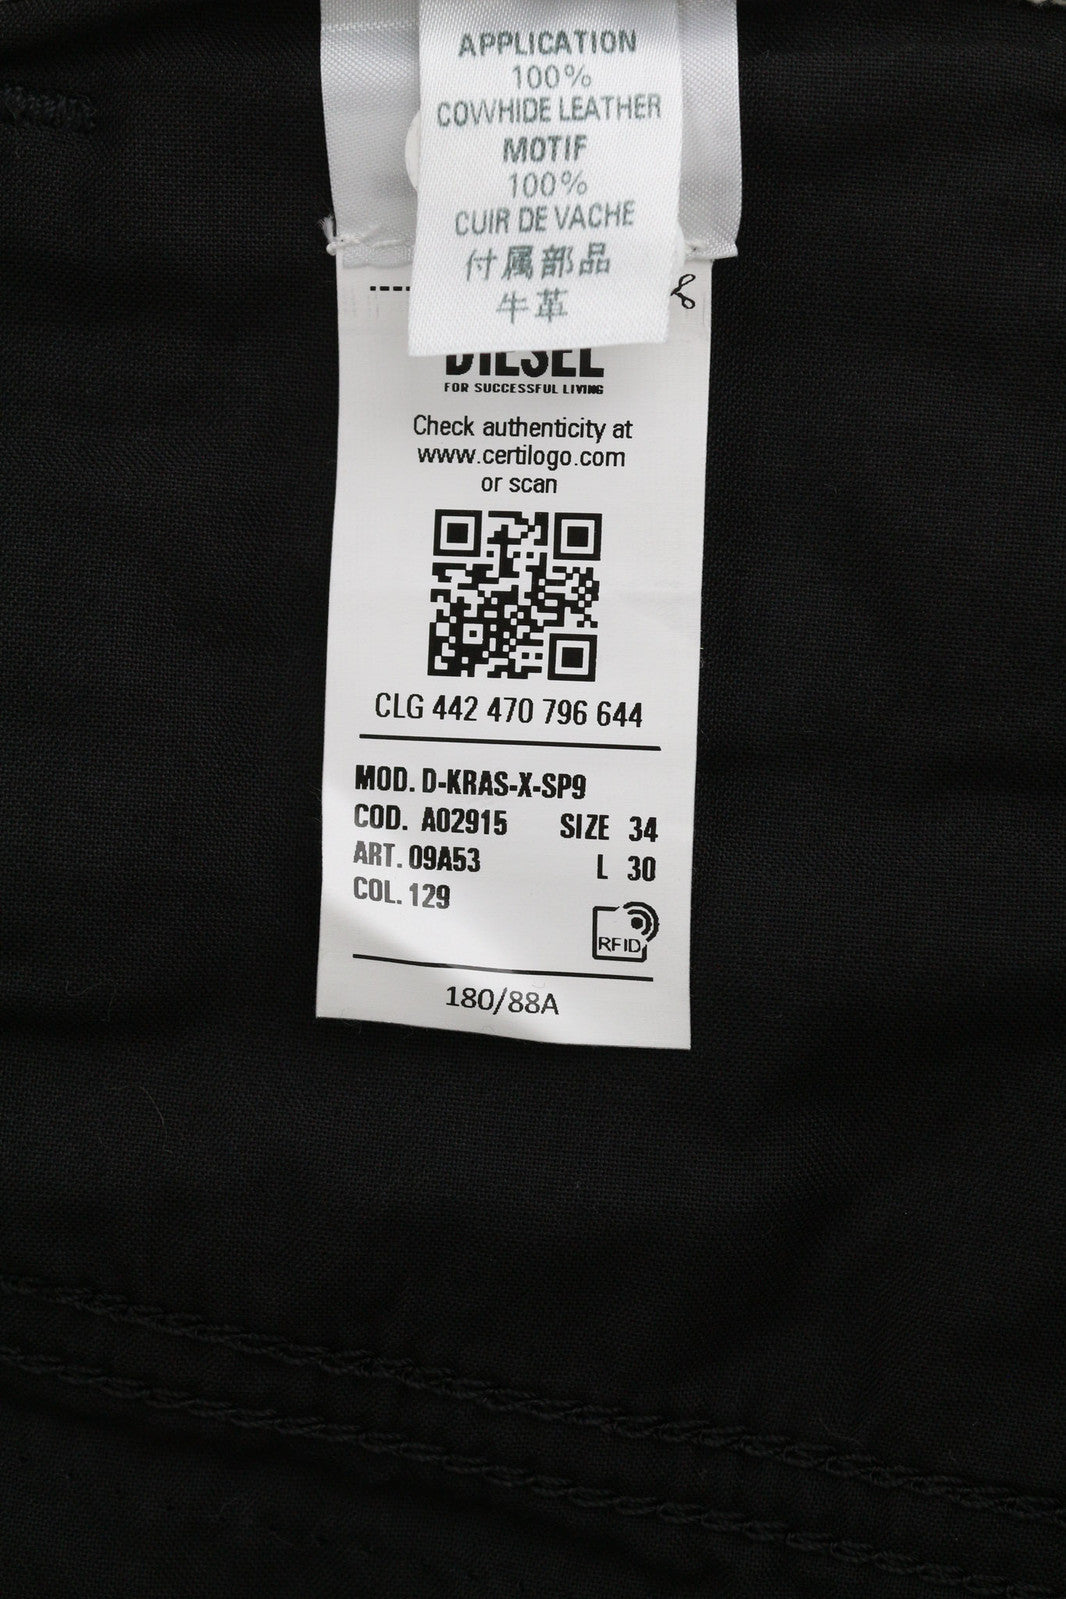 APPLICATION
100%
COWHIDE LEATHER
MOTIF
100%
CUIR DE VACHE
付属部品
牛革
DIESEL
FOR SUCCESSFUL LIVING
Check authenticity at
www.certilogo.com
or scan
CLG 442 470 796 644
MOD. D-KRAS-X-SP9
COD. A02915 SIZE 34
ART. 09A53 L 30
COL. 129
RFID
180/88A